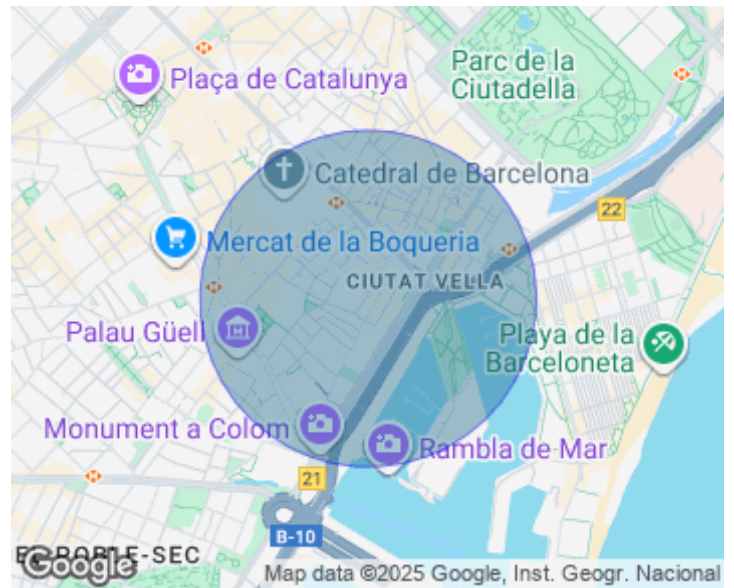 Parc de la
Ciutadella
Plaça de Catalunya
Catedral de Barcelona
22
Mercat de la Boqueria
CIUTAT VELLA
Palau Güell
Playa de la
Barceloneta
Monument a Colom
Rambla de Mar
21
B-10
-SEC
Google
Map data ©2025 Google, Inst. Geogr. Nacional